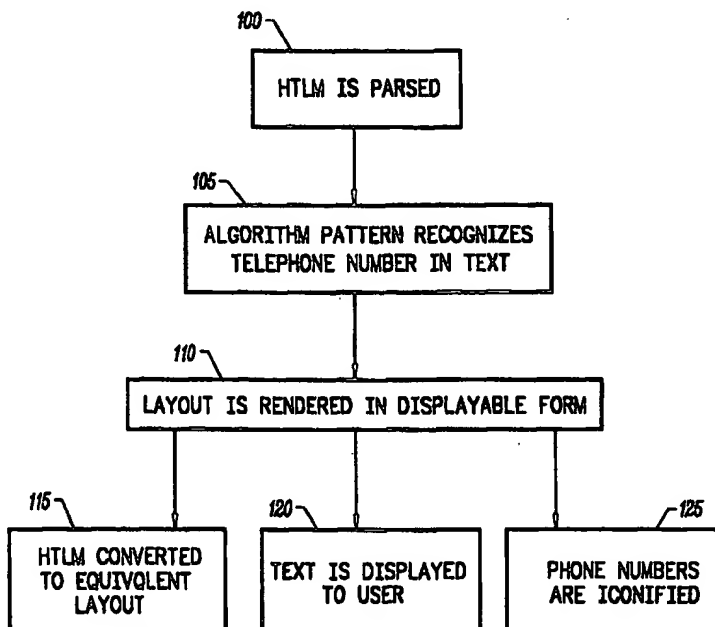 100
HTLM IS PARSED
105
ALGORITHM PATTERN RECOGNIZES
TELEPHONE NUMBER IN TEXT
110
LAYOUT IS RENDERED IN DISPLAYABLE FORM
115
HTLM CONVERTED
TO EQUIVOLENT
LAYOUT
120
TEXT IS DISPLAYED
TO USER
125
PHONE NUMBERS
ARE ICONIFIED